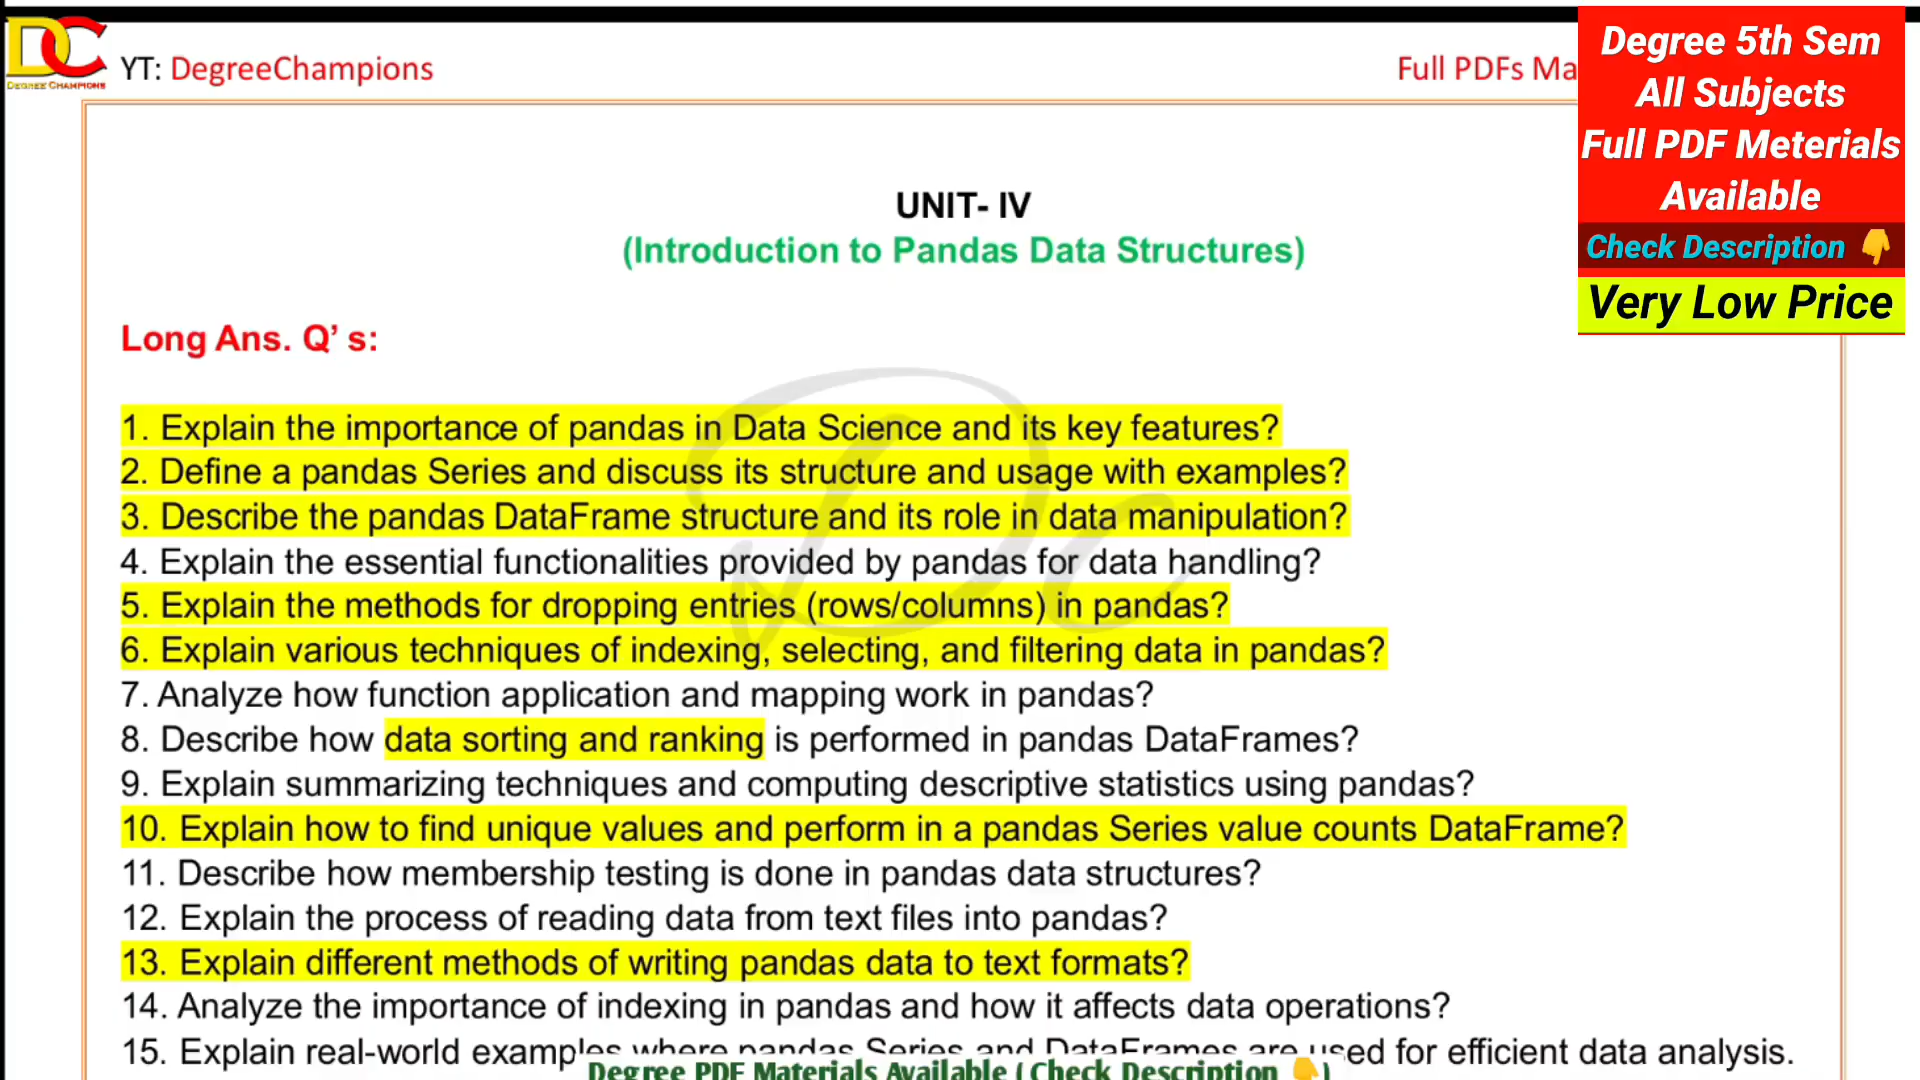 DC
DEGREE CHAMPIONS
YT: DegreeChampions
Full PDFs Ma
Degree 5th Sem
All Subjects
Full PDF Meterials
Available
Check Description 👇
Very Low Price
UNIT- IV
(Introduction to Pandas Data Structures)
Long Ans. Q’ s:
1. Explain the importance of pandas in Data Science and its key features?
2. Define a pandas Series and discuss its structure and usage with examples?
3. Describe the pandas DataFrame structure and its role in data manipulation?
4. Explain the essential functionalities provided by pandas for data handling?
5. Explain the methods for dropping entries (rows/columns) in pandas?
6. Explain various techniques of indexing, selecting, and filtering data in pandas?
7. Analyze how function application and mapping work in pandas?
8. Describe how data sorting and ranking is performed in pandas DataFrames?
9. Explain summarizing techniques and computing descriptive statistics using pandas?
10. Explain how to find unique values and perform in a pandas Series value counts DataFrame?
11. Describe how membership testing is done in pandas data structures?
12. Explain the process of reading data from text files into pandas?
13. Explain different methods of writing pandas data to text formats?
14. Analyze the importance of indexing in pandas and how it affects data operations?
15. Explain real-world examples where pandas Series and DataFrames are used for efficient data analysis.
Degree PDF Materials Available ( Check Description 👇 )